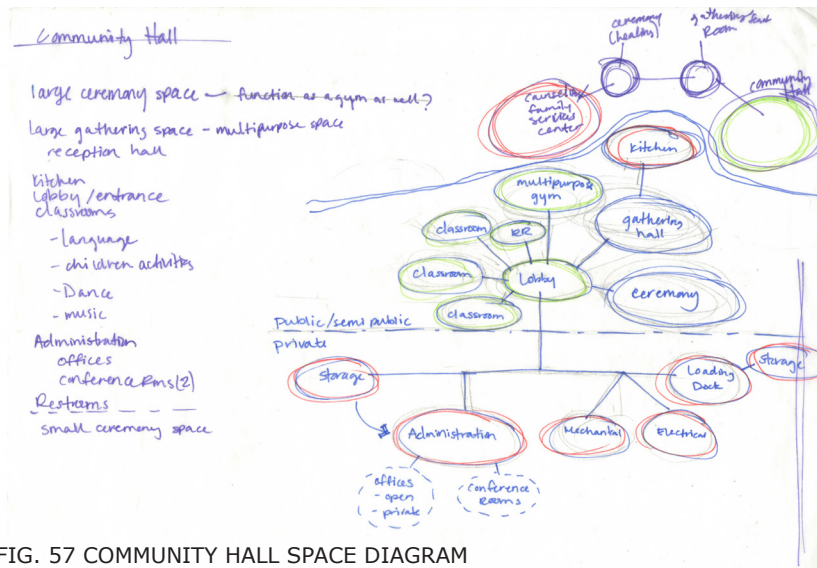 Community Hall
large ceremony space - function as a gym as well?
Large gathering space - multipurpose space
reception hall
Kitchen
Lobby/entrance
classrooms
- Language
- children activities
- Dance
- music
Administration
offices
conference Rms (2)
Restrooms
small ceremony space
ceremony
(healing)
gathering
Room
counseling
family
services
center
community
Hall
kitchen
multipurpose
gym
gathering
hall
classroom
RR
classroom
Lobby
ceremony
classroom
public/semi public
private
Storage
Loading
Dock
Storage
Administration
Mechanical
Electrical
offices
- open
- private
conference
Rooms
FIG. 57 COMMUNITY HALL SPACE DIAGRAM